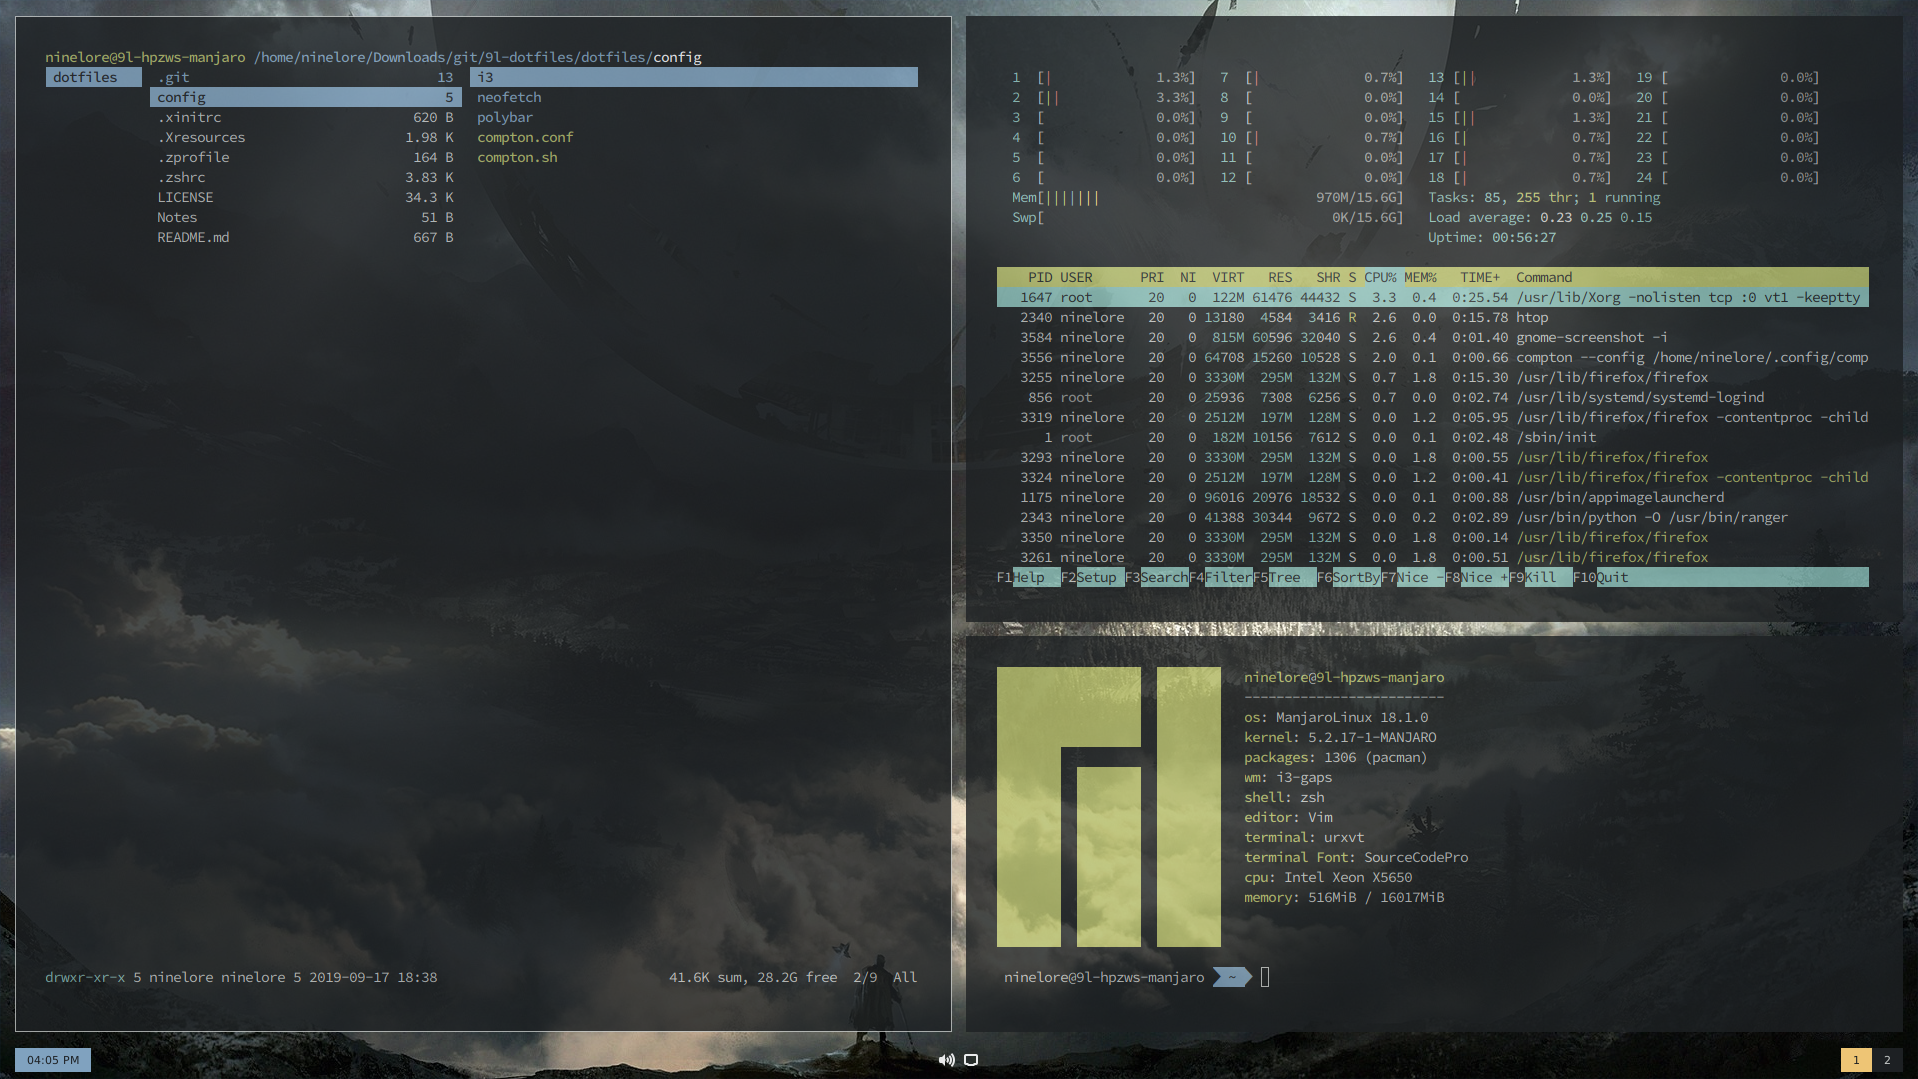 ninelore@9l-hpzws-manjaro /home/ninelore/Downloads/git/9l-dotfiles/dotfiles/config
dotfiles .git 13 i3
config 5 neofetch
.xinitrc 620 B polybar
.Xresources 1.98 K compton.conf
.zprofile 164 B compton.sh
.zshrc 3.83 K
LICENSE 34.3 K
Notes 51 B
README.md 667 B
drwxr-xr-x 5 ninelore ninelore 5 2019-09-17 18:38 41.6K sum, 28.2G free 2/9 All
1 [| 1.3%] 7 [| 0.7%] 13 [|| 1.3%] 19 [ 0.0%]
2 [|| 3.3%] 8 [ 0.0%] 14 [ 0.0%] 20 [ 0.0%]
3 [ 0.0%] 9 [ 0.0%] 15 [|| 1.3%] 21 [ 0.0%]
4 [ 0.0%] 10 [| 0.7%] 16 [| 0.7%] 22 [ 0.0%]
5 [ 0.0%] 11 [ 0.0%] 17 [| 0.7%] 23 [ 0.0%]
6 [ 0.0%] 12 [ 0.0%] 18 [| 0.7%] 24 [ 0.0%]
Mem[||||||| 970M/15.6G] Tasks: 85, 255 thr; 1 running
Swp[ 0K/15.6G] Load average: 0.23 0.25 0.15
Uptime: 00:56:27
PID USER PRI NI VIRT RES SHR S CPU% MEM% TIME+ Command
1647 root 20 0 122M 61476 44432 S 3.3 0.4 0:25.54 /usr/lib/Xorg -nolisten tcp :0 vt1 -keeptty
2340 ninelore 20 0 13180 4584 3416 R 2.6 0.0 0:15.78 htop
3584 ninelore 20 0 815M 60596 32040 S 2.6 0.4 0:01.40 gnome-screenshot -i
3556 ninelore 20 0 64708 15260 10528 S 2.0 0.1 0:00.66 compton --config /home/ninelore/.config/comp
3255 ninelore 20 0 3330M 295M 132M S 0.7 1.8 0:15.30 /usr/lib/firefox/firefox
856 root 20 0 25936 7308 6256 S 0.7 0.0 0:02.74 /usr/lib/systemd/systemd-logind
3319 ninelore 20 0 2512M 197M 128M S 0.0 1.2 0:05.95 /usr/lib/firefox/firefox -contentproc -child
1 root 20 0 182M 10156 7612 S 0.0 0.1 0:02.48 /sbin/init
3293 ninelore 20 0 3330M 295M 132M S 0.0 1.8 0:00.55 /usr/lib/firefox/firefox
3324 ninelore 20 0 2512M 197M 128M S 0.0 1.2 0:00.41 /usr/lib/firefox/firefox -contentproc -child
1175 ninelore 20 0 96016 20976 18532 S 0.0 0.1 0:00.88 /usr/bin/appimagelauncherd
2343 ninelore 20 0 41388 30344 9672 S 0.0 0.2 0:02.89 /usr/bin/python -O /usr/bin/ranger
3350 ninelore 20 0 3330M 295M 132M S 0.0 1.8 0:00.14 /usr/lib/firefox/firefox
3261 ninelore 20 0 3330M 295M 132M S 0.0 1.8 0:00.51 /usr/lib/firefox/firefox
F1Help F2Setup F3SearchF4FilterF5Tree F6SortByF7Nice -F8Nice +F9Kill F10Quit
ninelore@9l-hpzws-manjaro
-------------------------
os: ManjaroLinux 18.1.0
kernel: 5.2.17-1-MANJARO
packages: 1306 (pacman)
wm: i3-gaps
shell: zsh
editor: Vim
terminal: urxvt
terminal Font: SourceCodePro
cpu: Intel Xeon X5650
memory: 516MiB / 16017MiB
ninelore@9l-hpzws-manjaro ~
04:05 PM 1 2